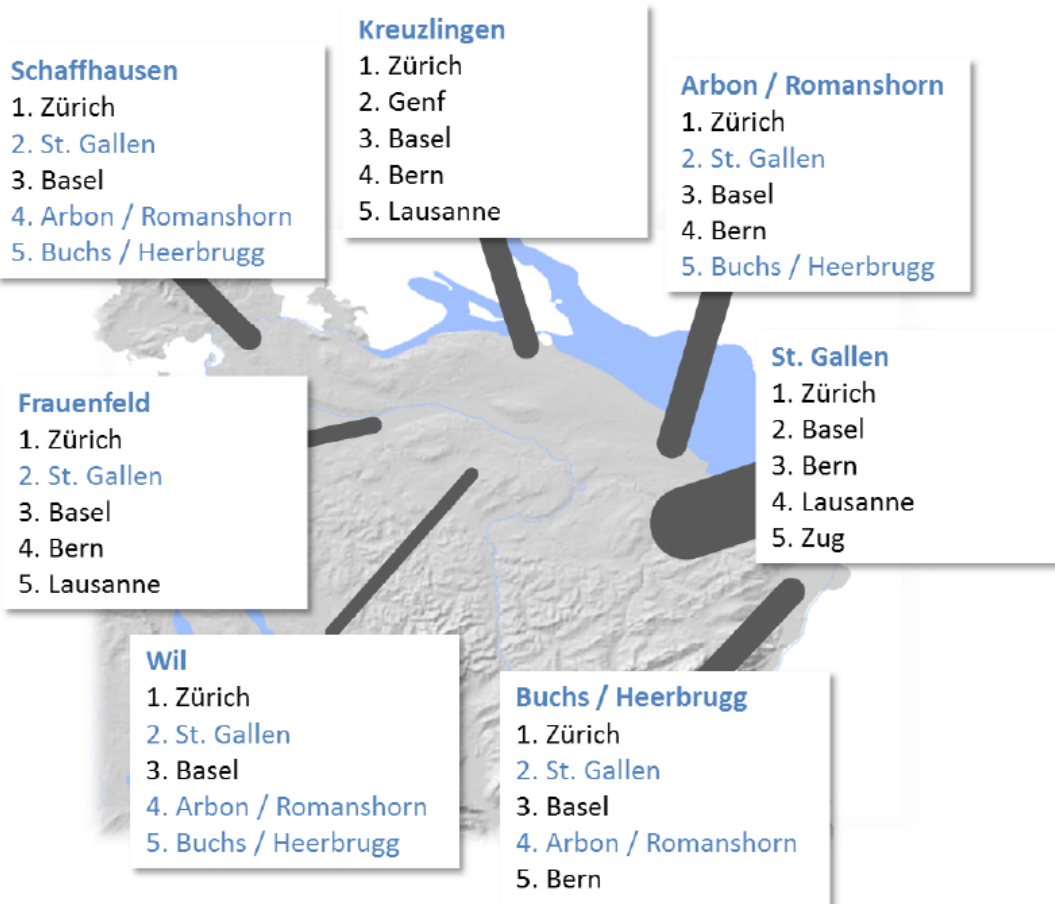 Kreuzlingen
1. Zürich
2. Genf
3. Basel
4. Bern
5. Lausanne
Schaffhausen
1. Zürich
2. St. Gallen
3. Basel
4. Arbon / Romanshorn
5. Buchs / Heerbrugg
Arbon / Romanshorn
1. Zürich
2. St. Gallen
3. Basel
4. Bern
5. Buchs / Heerbrugg
St. Gallen
1. Zürich
2. Basel
3. Bern
4. Lausanne
5. Zug
Frauenfeld
1. Zürich
2. St. Gallen
3. Basel
4. Bern
5. Lausanne
Wil
1. Zürich
2. St. Gallen
3. Basel
4. Arbon / Romanshorn
5. Buchs / Heerbrugg
Buchs / Heerbrugg
1. Zürich
2. St. Gallen
3. Basel
4. Arbon / Romanshorn
5. Bern